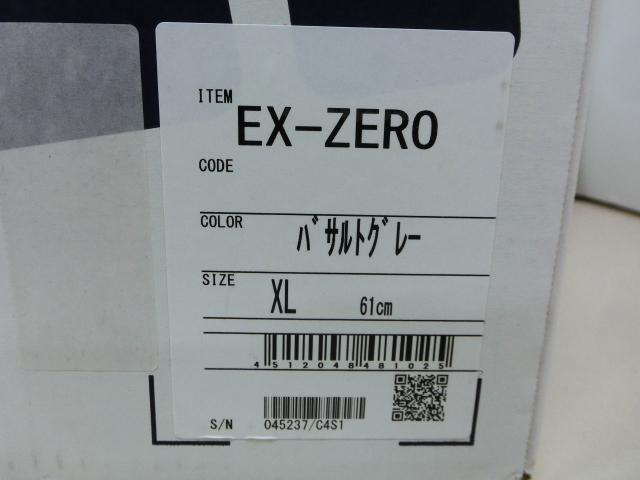 ITEM
EX-ZERO
CODE
COLOR ﾊﾞｻﾙﾄｸﾞﾚｰ
SIZE XL 61cm
4512048481025
S/N 045237/C4S1